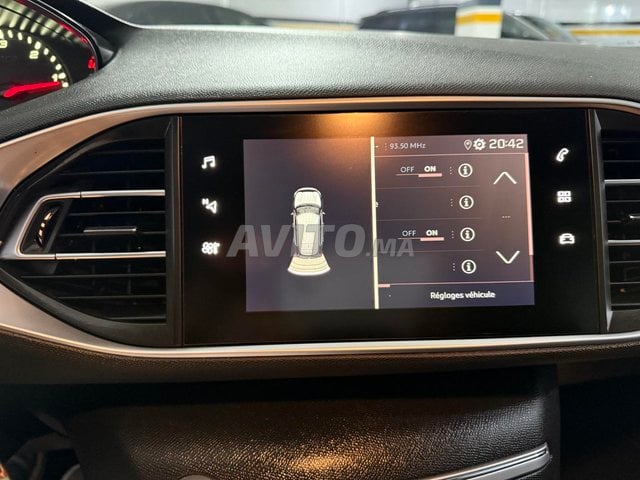 93.50 MHz
20:42
OFF ON
OFF ON
Réglages véhicule
AVITO.MA